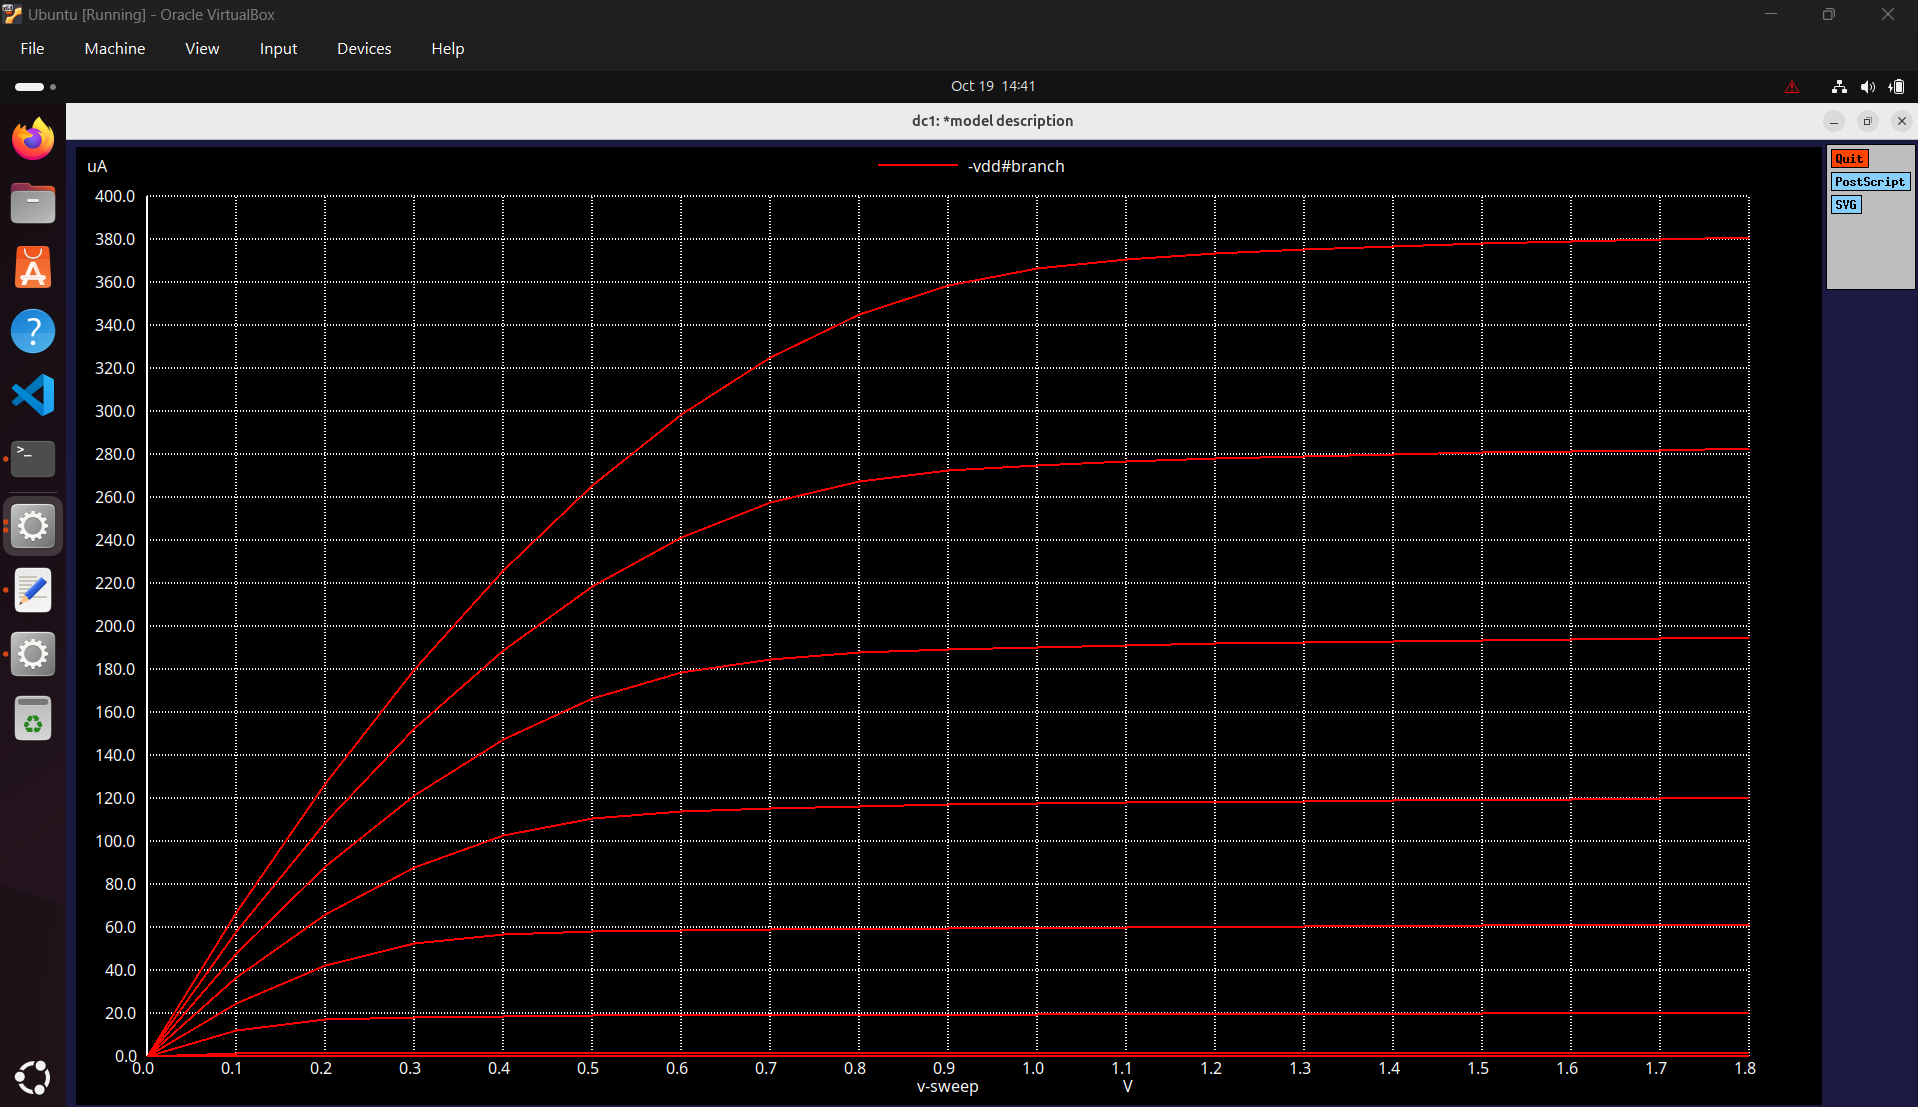 Ubuntu [Running] - Oracle VirtualBox
File Machine View Input Devices Help
Oct 19 14:41
dc1: *model description
uA
-vdd#branch
Quit
PostScript
SVG
400.0
380.0
360.0
340.0
320.0
300.0
280.0
260.0
240.0
220.0
200.0
180.0
160.0
140.0
120.0
100.0
80.0
60.0
40.0
20.0
0.0
0.0 0.1 0.2 0.3 0.4 0.5 0.6 0.7 0.8 0.9 1.0 1.1 1.2 1.3 1.4 1.5 1.6 1.7 1.8
v-sweep V